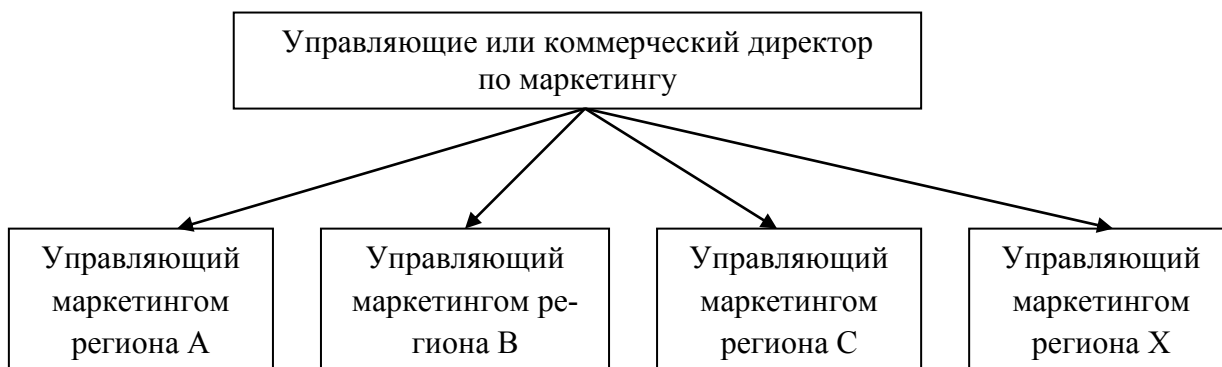 Управляющие или коммерческий директор
по маркетингу
Управляющий
маркетингом
региона А
Управляющий
маркетингом ре-
гиона В
Управляющий
маркетингом
региона С
Управляющий
маркетингом
региона Х